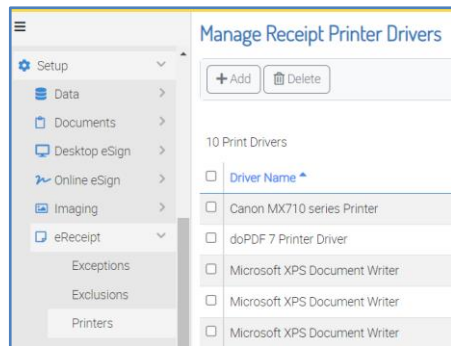 Setup
Data
Documents
Desktop eSign
Online eSign
Imaging
eReceipt
Exceptions
Exclusions
Printers
Manage Receipt Printer Drivers
+ Add Delete
10 Print Drivers
Driver Name
Canon MX710 series Printer
doPDF 7 Printer Driver
Microsoft XPS Document Writer
Microsoft XPS Document Writer
Microsoft XPS Document Writer